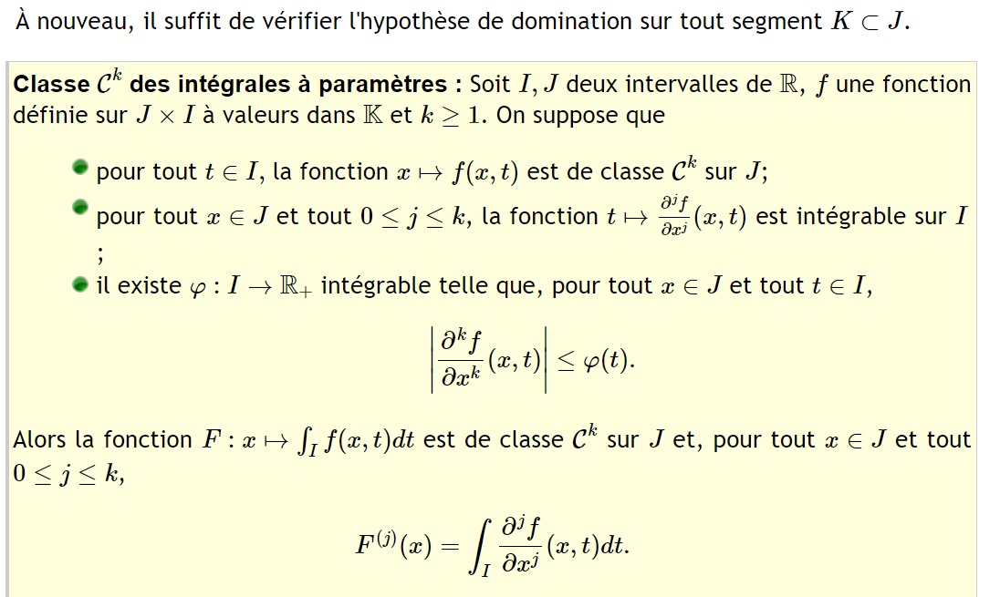 À nouveau, il suffit de vérifier l'hypothèse de domination sur tout segment $K \subset J$.
Classe $\mathcal{C}^k$ des intégrales à paramètres : Soit $I, J$ deux intervalles de $\mathbb{R}$, $f$ une fonction
définie sur $J \times I$ à valeurs dans $\mathbb{K}$ et $k \geq 1$. On suppose que
pour tout $t \in I$, la fonction $x \mapsto f(x,t)$ est de classe $\mathcal{C}^k$ sur $J$;
pour tout $x \in J$ et tout $0 \leq j \leq k$, la fonction $t \mapsto \frac{\partial^j f}{\partial x^j}(x,t)$ est intégrable sur $I$
;
il existe $\varphi : I \to \mathbb{R}_+$ intégrable telle que, pour tout $x \in J$ et tout $t \in I$,
$\left|\frac{\partial^k f}{\partial x^k}(x,t)\right| \leq \varphi(t).$
Alors la fonction $F : x \mapsto \int_I f(x,t)dt$ est de classe $\mathcal{C}^k$ sur $J$ et, pour tout $x \in J$ et tout
$0 \leq j \leq k$,
$F^{(j)}(x) = \int_I \frac{\partial^j f}{\partial x^j}(x,t)dt.$